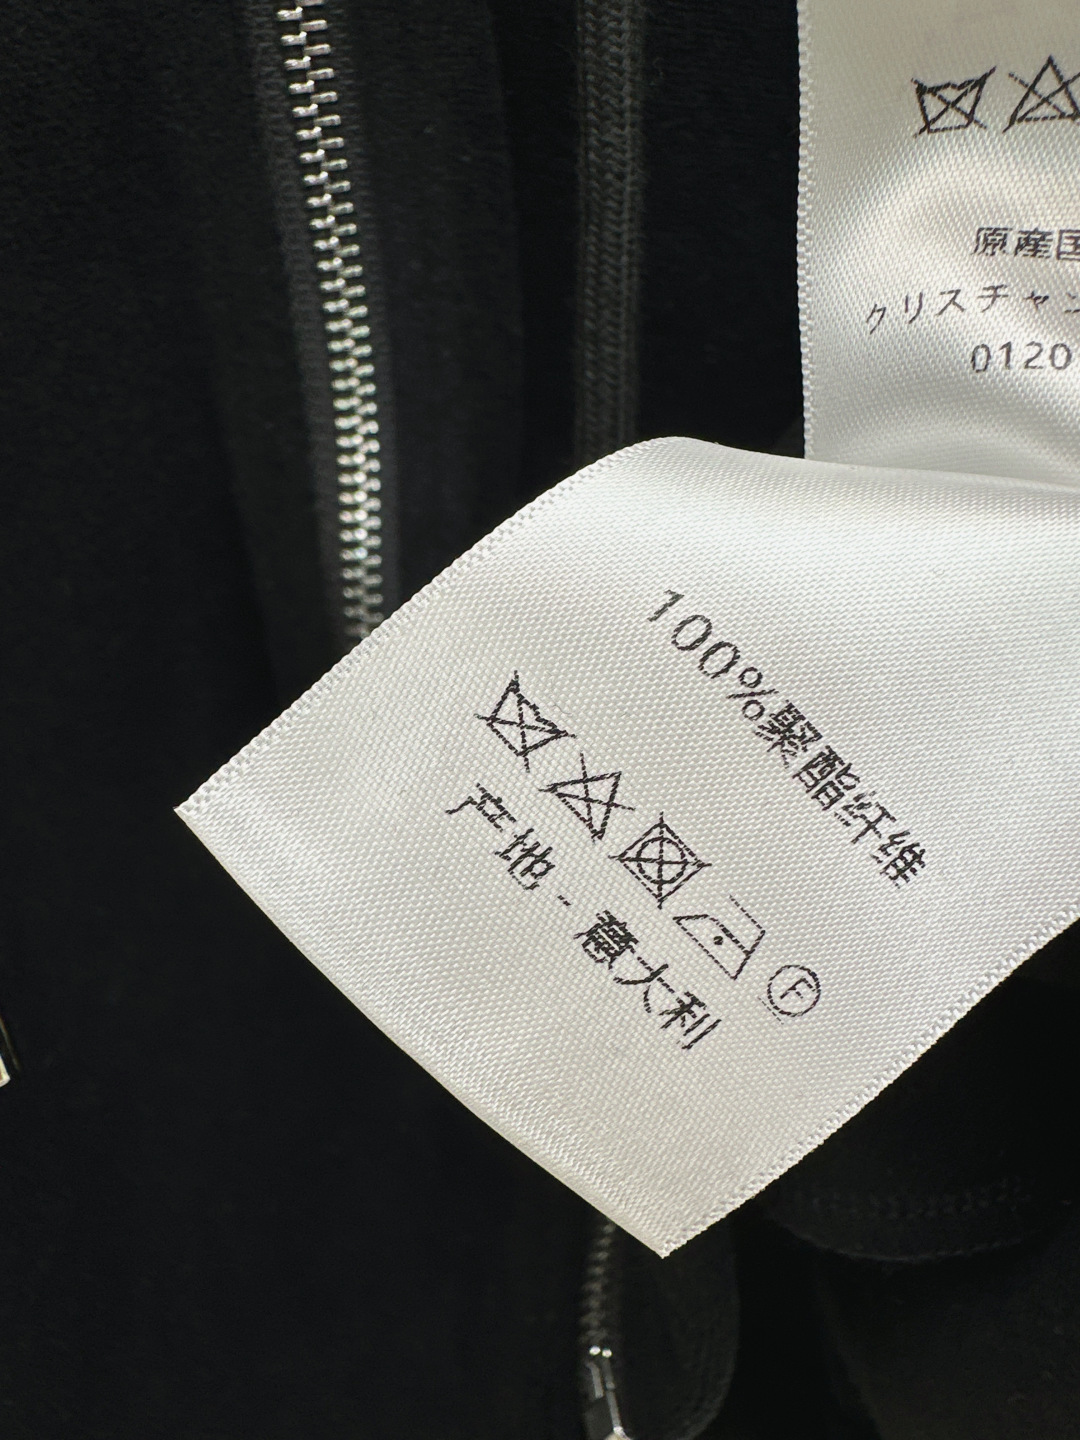 原産国
クリスチャン
0120
100%聚酯纤维
F
产地-意大利